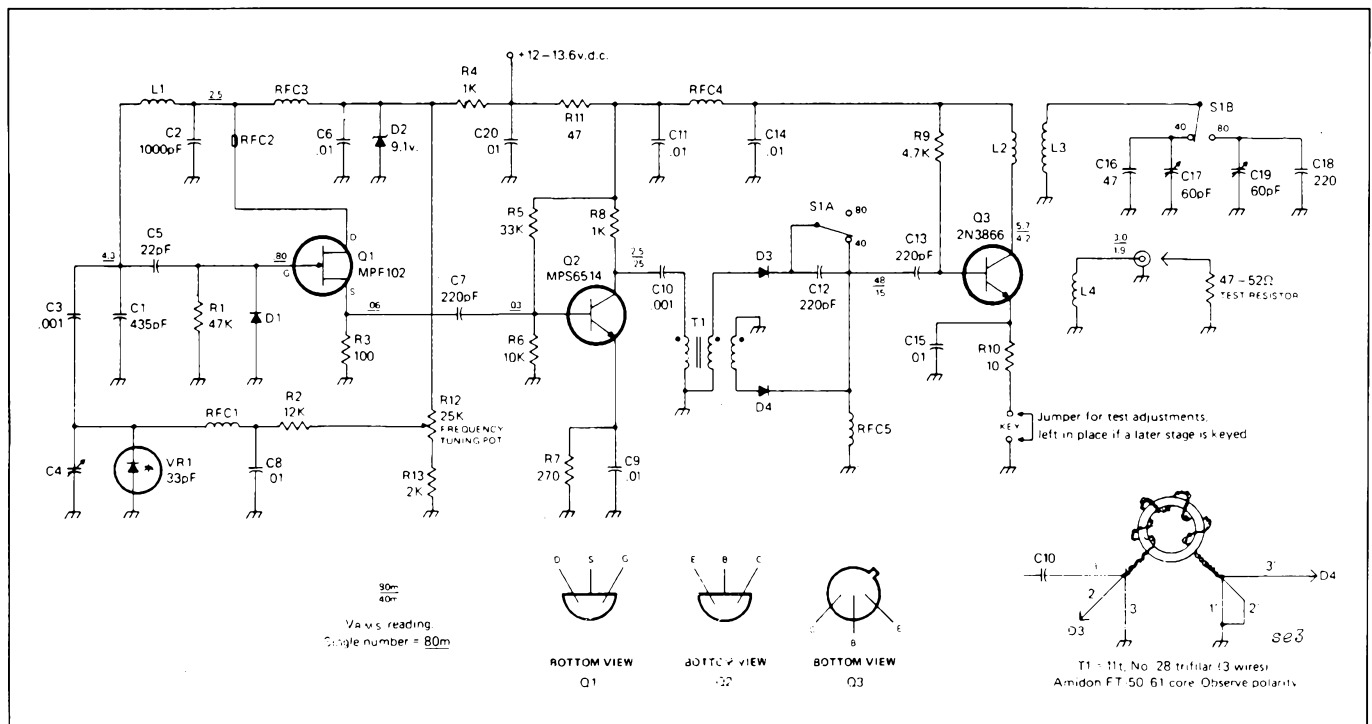 +12-13.6v.d.c.
L1
2.5
RFC3
R4
1K
RFC4
S1B
40
80
C2
1000pF
RFC2
C6
.01
D2
9.1v.
C20
01
R11
47
C11
.01
C14
.01
R9
4.7K
L2
L3
C16
47
C17
60pF
C19
60pF
C18
220
C5
22pF
4.3
.80
D
G
S
Q1
MPF102
R5
33K
R8
1K
S1A
80
40
Q3
2N3866
5.7
4.2
C7
220pF
Q2
MPS6514
2.5
.25
D3
C13
220pF
3.0
1.9
C3
.001
C1
435pF
R1
47K
D1
.06
03
C10
.001
C12
220pF
48
15
L4
47-52Ω
TEST RESISTOR
R3
100
R6
10K
T1
C15
01
R10
10
RFC1
R2
12K
R12
25K
FREQUENCY
TUNING POT
D4
RFC5
KEY
Jumper for test adjustments,
left in place if a later stage is keyed
C4
VR1
33pF
C8
01
R13
2K
R7
270
C9
.01
D S G
E B C
C B E
C10
1
2
3
D3
3'
D4
1'
2'
se3
40m
reading.
number = 80m
BOTTOM VIEW
Q1
BOTTOM VIEW
Q2
BOTTOM VIEW
Q3
T1 = 11t, No. 28 trifilar (3 wires)
Amidon FT-50-61 core. Observe polarity